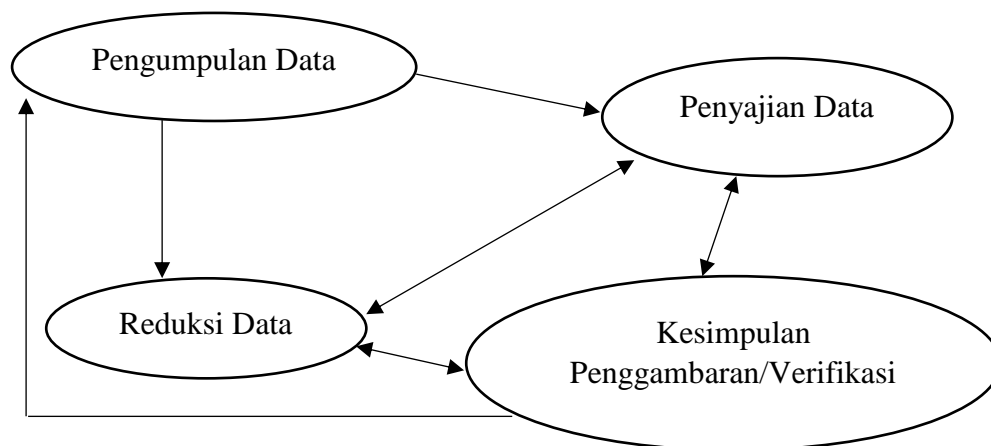 Pengumpulan Data
Penyajian Data
Reduksi Data
Kesimpulan
Penggambaran/Verifikasi